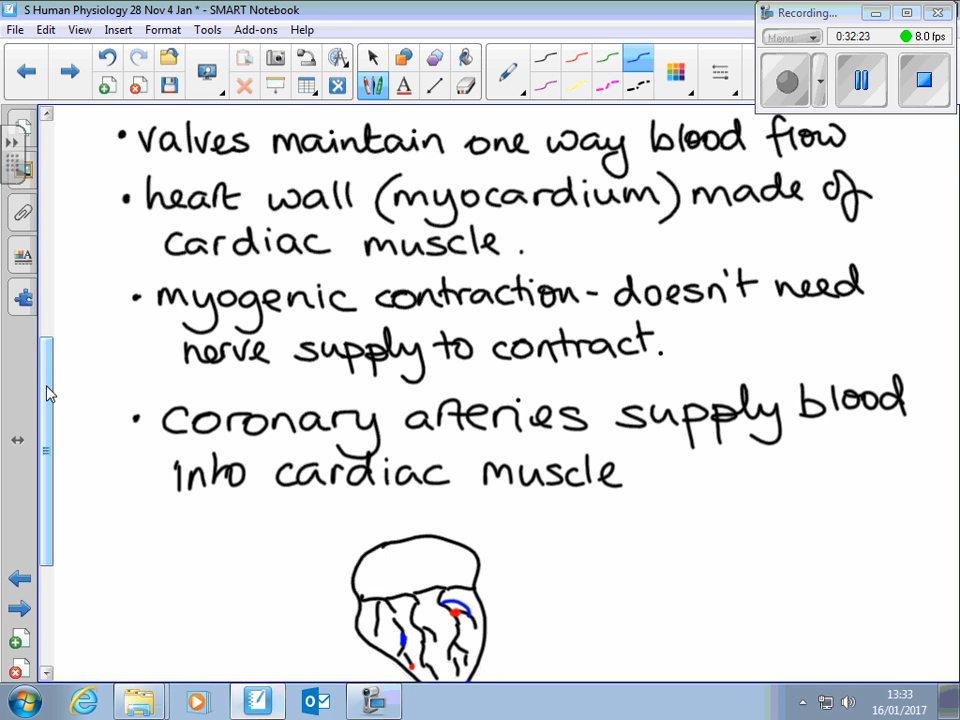 S Human Physiology 28 Nov 4 Jan * - SMART Notebook
File Edit View Insert Format Tools Add-ons Help
Recording...
Menu 0:32:23 8.0 fps
• valves maintain one way blood flow
• heart wall (myocardium) made of
cardiac muscle.
• myogenic contraction - doesn't need
nerve supply to contract.
• coronary arteries supply blood
into cardiac muscle
13:33
16/01/2017